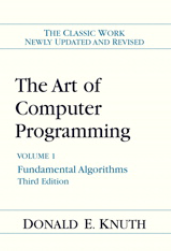 THE CLASSIC WORK
NEWLY UPDATED AND REVISED
The Art of
Computer
Programming
VOLUME 1
Fundamental Algorithms
Third Edition
DONALD E. KNUTH